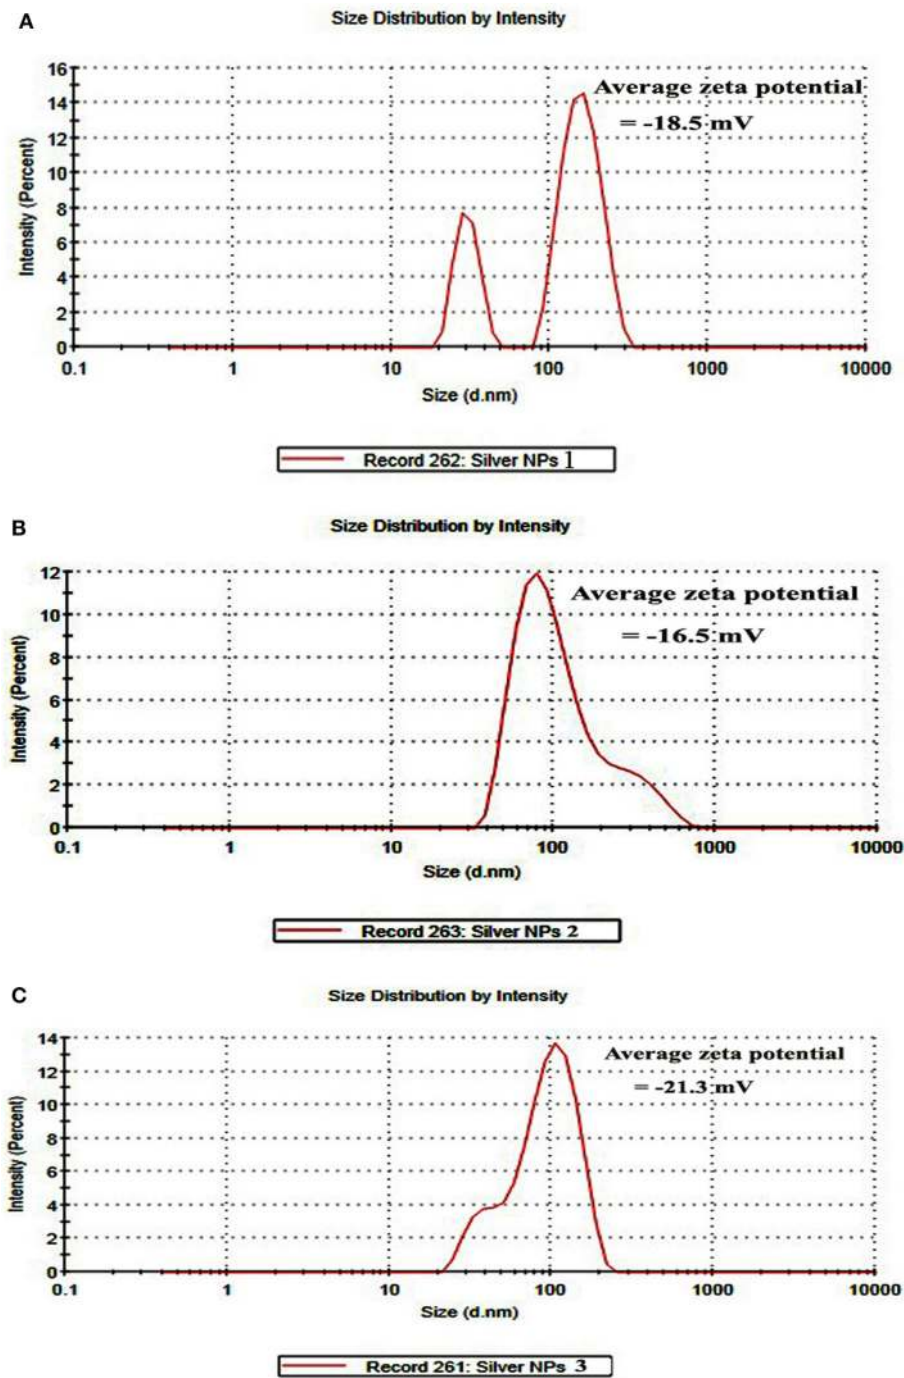 A
Size Distribution by Intensity
16
14
12
10
8
6
4
2
0
Intensity (Percent)
Average zeta potential
= -18.5 mV
0.1 1 10 100 1000 10000
Size (d.nm)
Record 262: Silver NPs 1
B
Size Distribution by Intensity
12
10
8
6
4
2
0
Intensity (Percent)
Average zeta potential
= -16.5 mV
0.1 1 10 100 1000 10000
Size (d.nm)
Record 263: Silver NPs 2
C
Size Distribution by Intensity
14
12
10
8
6
4
2
0
Intensity (Percent)
Average zeta potential
= -21.3 mV
0.1 1 10 100 1000 10000
Size (d.nm)
Record 261: Silver NPs 3